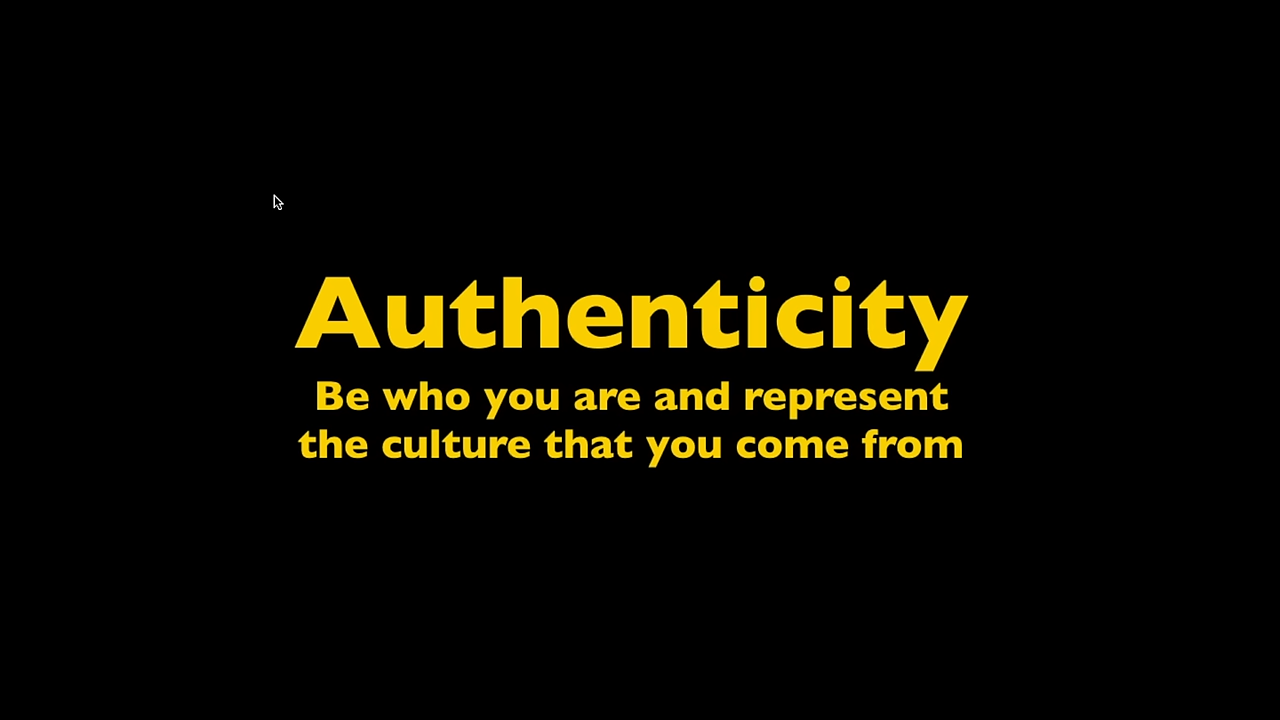 Authenticity
Be who you are and represent
the culture that you come from